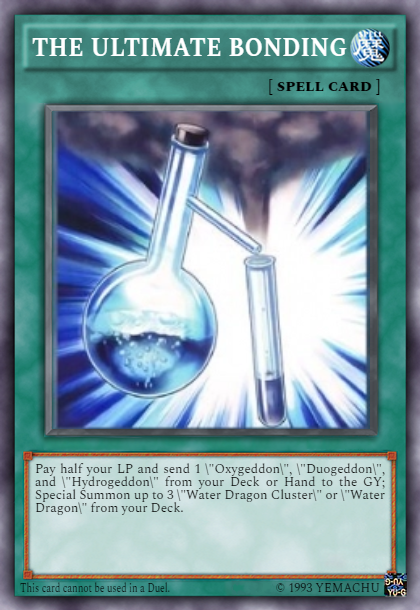 THE ULTIMATE BONDING
[ SPELL CARD ]
Pay half your LP and send 1 \"Oxygeddon\", \"Duogeddon\",
and \"Hydrogeddon\" from your Deck or Hand to the GY;
Special Summon up to 3 \"Water Dragon Cluster\" or \"Water
Dragon\" from your Deck.
This card cannot be used in a Duel. © 1993 YEMACHU